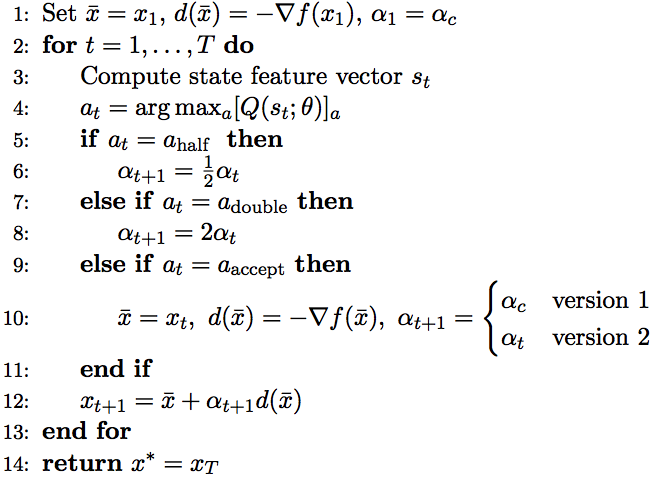 1: Set x̄ = x₁, d(x̄) = −∇f(x₁), α₁ = α_c
2: for t = 1, . . . , T do
3: Compute state feature vector s_t
4: a_t = arg max_a[Q(s_t; θ)]_a
5: if a_t = a_half then
6: α_{t+1} = ½α_t
7: else if a_t = a_double then
8: α_{t+1} = 2α_t
9: else if a_t = a_accept then
10: x̄ = x_t, d(x̄) = −∇f(x̄), α_{t+1} = { α_c version 1
α_t version 2
11: end if
12: x_{t+1} = x̄ + α_{t+1}d(x̄)
13: end for
14: return x* = x_T